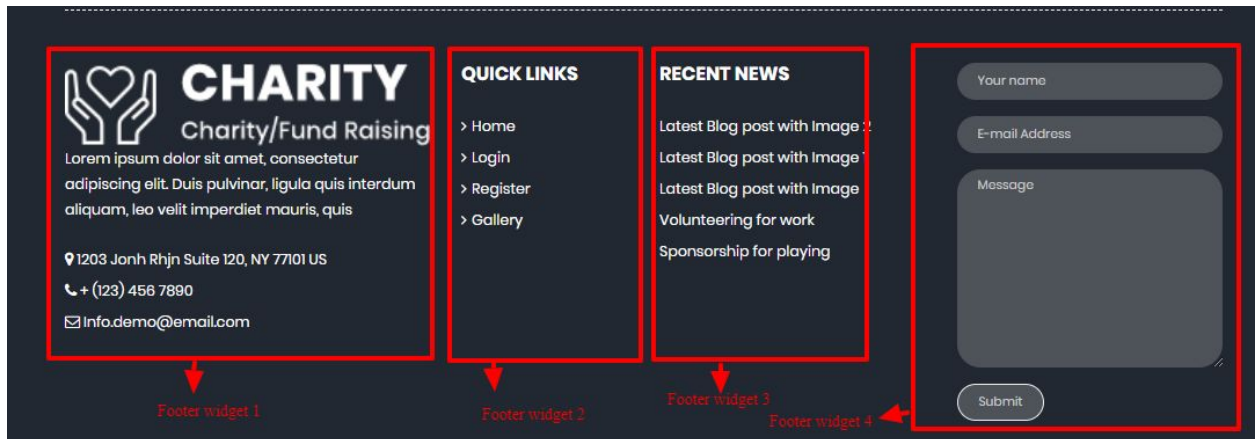 CHARITY
Charity/Fund Raising
Lorem ipsum dolor sit amet, consectetur
adipiscing elit. Duis pulvinar, ligula quis interdum
aliquam, leo velit imperdiet mauris, quis
1203 Jonh Rhjn Suite 120, NY 77101 US
+ (123) 456 7890
Info.demo@email.com
Footer widget 1
QUICK LINKS
> Home
> Login
> Register
> Gallery
Footer widget 2
RECENT NEWS
Latest Blog post with Image 2
Latest Blog post with Image 1
Latest Blog post with Image
Volunteering for work
Sponsorship for playing
Footer widget 3
Your name
E-mail Address
Message
Submit
Footer widget 4